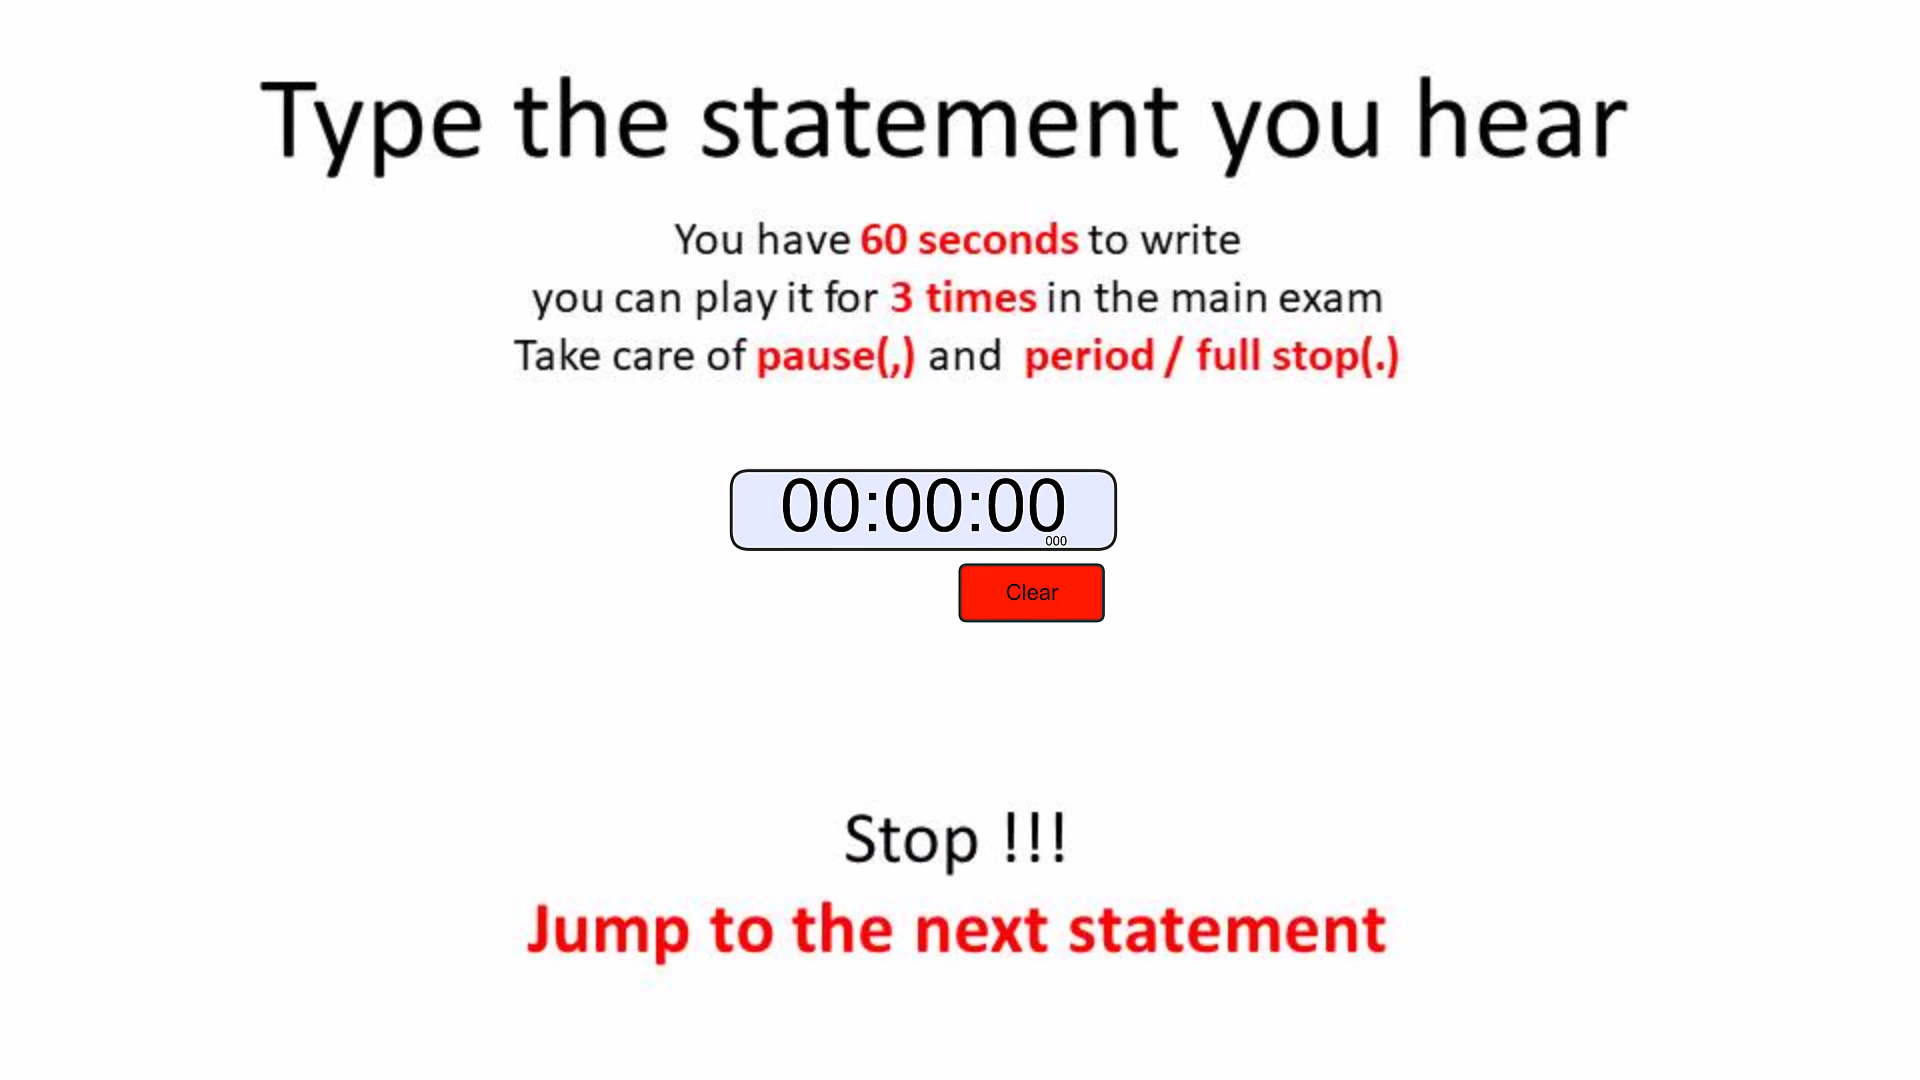 Type the statement you hear
You have 60 seconds to write
you can play it for 3 times in the main exam
Take care of pause(,) and period / full stop(.)
00:00:00
000
Clear
Stop !!!
Jump to the next statement